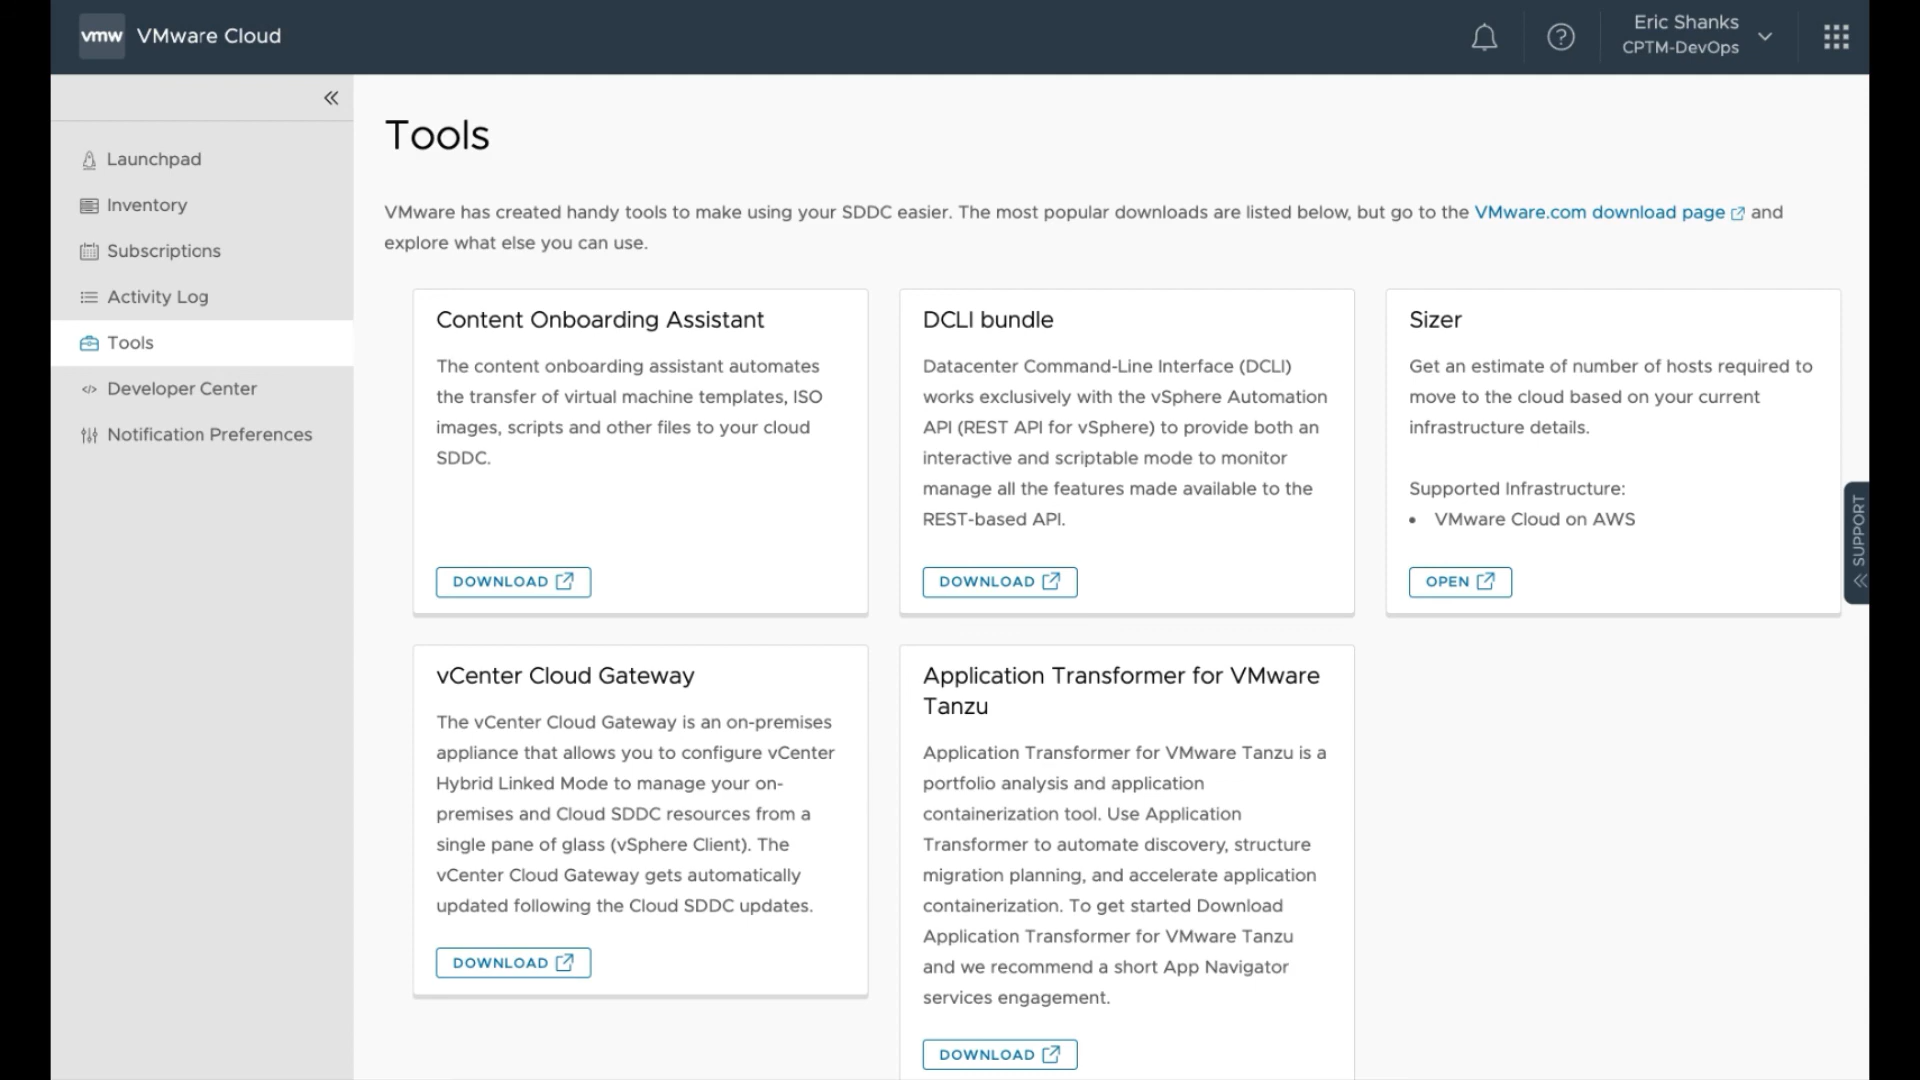 vmw VMware Cloud
Eric Shanks
CPTM-DevOps
Launchpad
Inventory
Subscriptions
Activity Log
Tools
Developer Center
Notification Preferences
Tools
VMware has created handy tools to make using your SDDC easier. The most popular downloads are listed below, but go to the VMware.com download page and
explore what else you can use.
Content Onboarding Assistant
The content onboarding assistant automates
the transfer of virtual machine templates, ISO
images, scripts and other files to your cloud
SDDC.
DOWNLOAD
DCLI bundle
Datacenter Command-Line Interface (DCLI)
works exclusively with the vSphere Automation
API (REST API for vSphere) to provide both an
interactive and scriptable mode to monitor
manage all the features made available to the
REST-based API.
DOWNLOAD
Sizer
Get an estimate of number of hosts required to
move to the cloud based on your current
infrastructure details.
Supported Infrastructure:
• VMware Cloud on AWS
OPEN
SUPPORT
vCenter Cloud Gateway
The vCenter Cloud Gateway is an on-premises
appliance that allows you to configure vCenter
Hybrid Linked Mode to manage your on-
premises and Cloud SDDC resources from a
single pane of glass (vSphere Client). The
vCenter Cloud Gateway gets automatically
updated following the Cloud SDDC updates.
DOWNLOAD
Application Transformer for VMware
Tanzu
Application Transformer for VMware Tanzu is a
portfolio analysis and application
containerization tool. Use Application
Transformer to automate discovery, structure
migration planning, and accelerate application
containerization. To get started Download
Application Transformer for VMware Tanzu
and we recommend a short App Navigator
services engagement.
DOWNLOAD